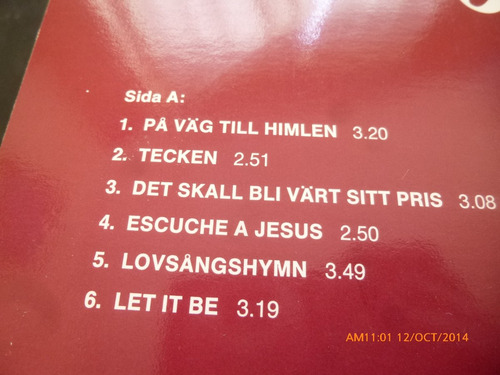 Sida A:
1. PÅ VÄG TILL HIMLEN 3.20
2. TECKEN 2.51
3. DET SKALL BLI VÄRT SITT PRIS 3.08
4. ESCUCHE A JESUS 2.50
5. LOVSÅNGSHYMN 3.49
6. LET IT BE 3.19
AM11:01 12/OCT/2014